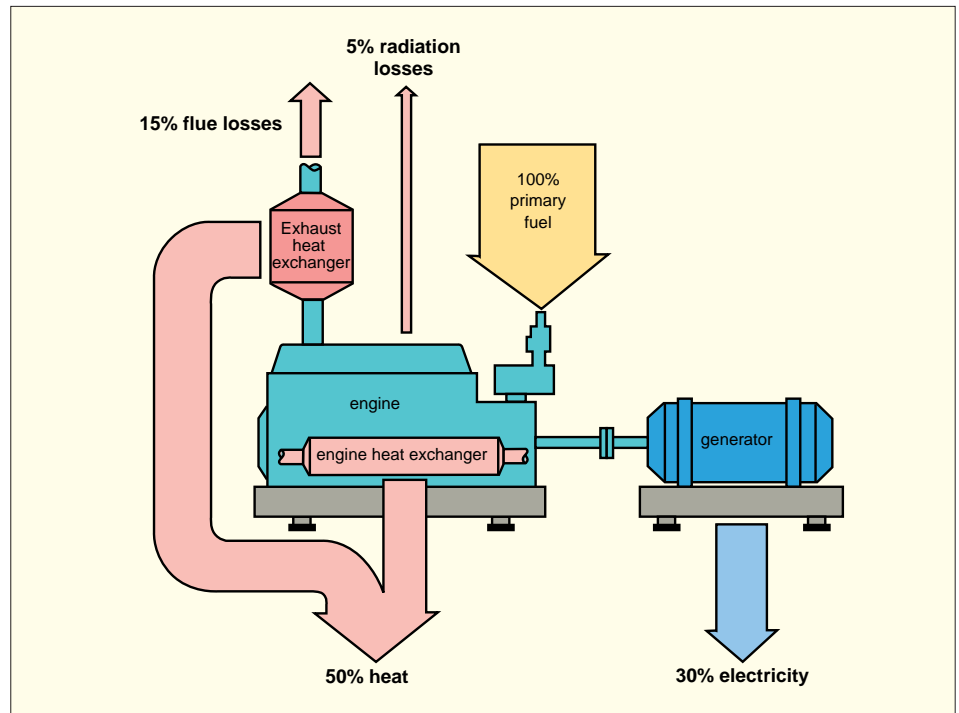 5% radiation
losses
15% flue losses
100%
primary
fuel
Exhaust
heat
exchanger
engine
generator
engine heat exchanger
50% heat
30% electricity